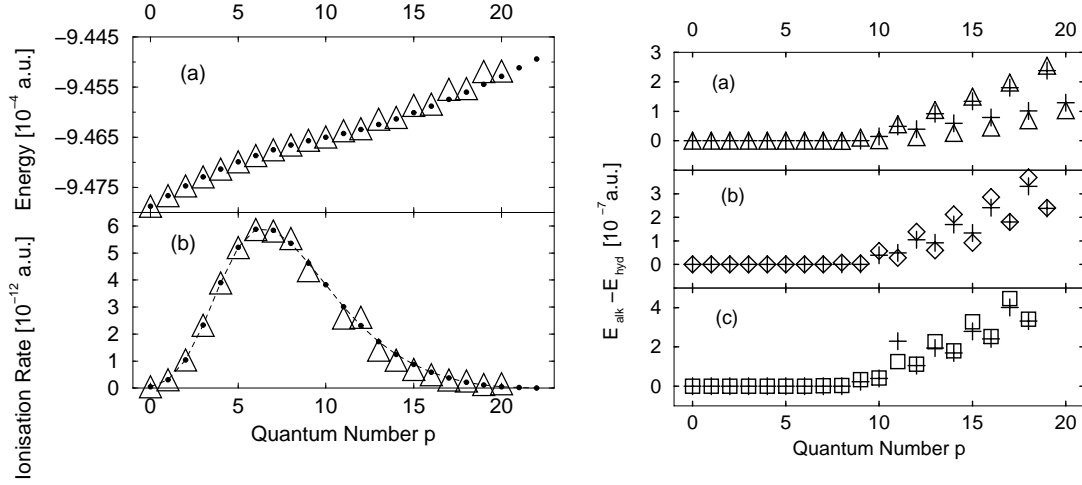 0 5 10 15 20
−9.445
−9.455
−9.465
−9.475
Energy [10⁻⁴ a.u.]
(a)
6
5
4
3
2
1
0
Ionisation Rate [10⁻¹² a.u.]
(b)
0 5 10 15 20
Quantum Number p
0 5 10 15 20
3
2
1
0
(a)
3
2
1
0
(b)
4
2
0
(c)
E alk − E hyd [10⁻⁷ a.u.]
0 5 10 15 20
Quantum Number p